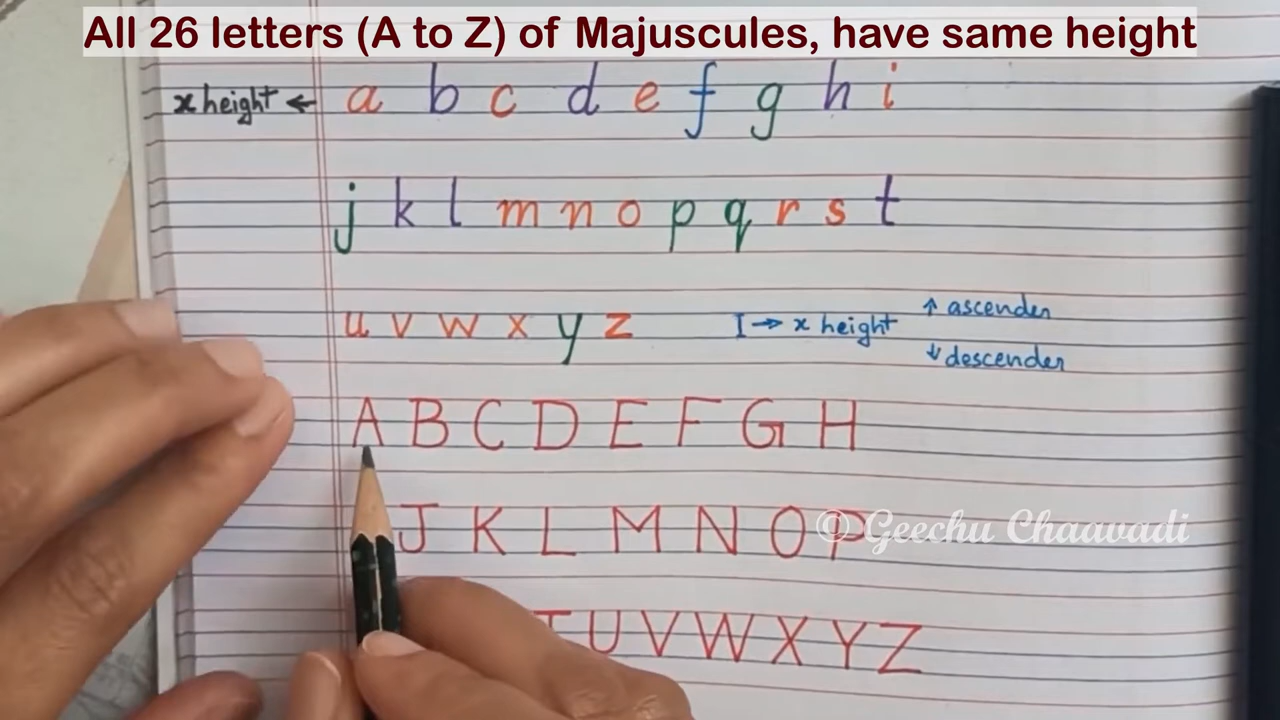 All 26 letters (A to Z) of Majuscules, have same height
x height ← a b c d e f g h i
j k l m n o p q r s t
u v w x y z I → x height ↑ ascender
↓ descender
A B C D E F G H
J K L M N O P
© Geechu Chaavadi
T U V W X Y Z